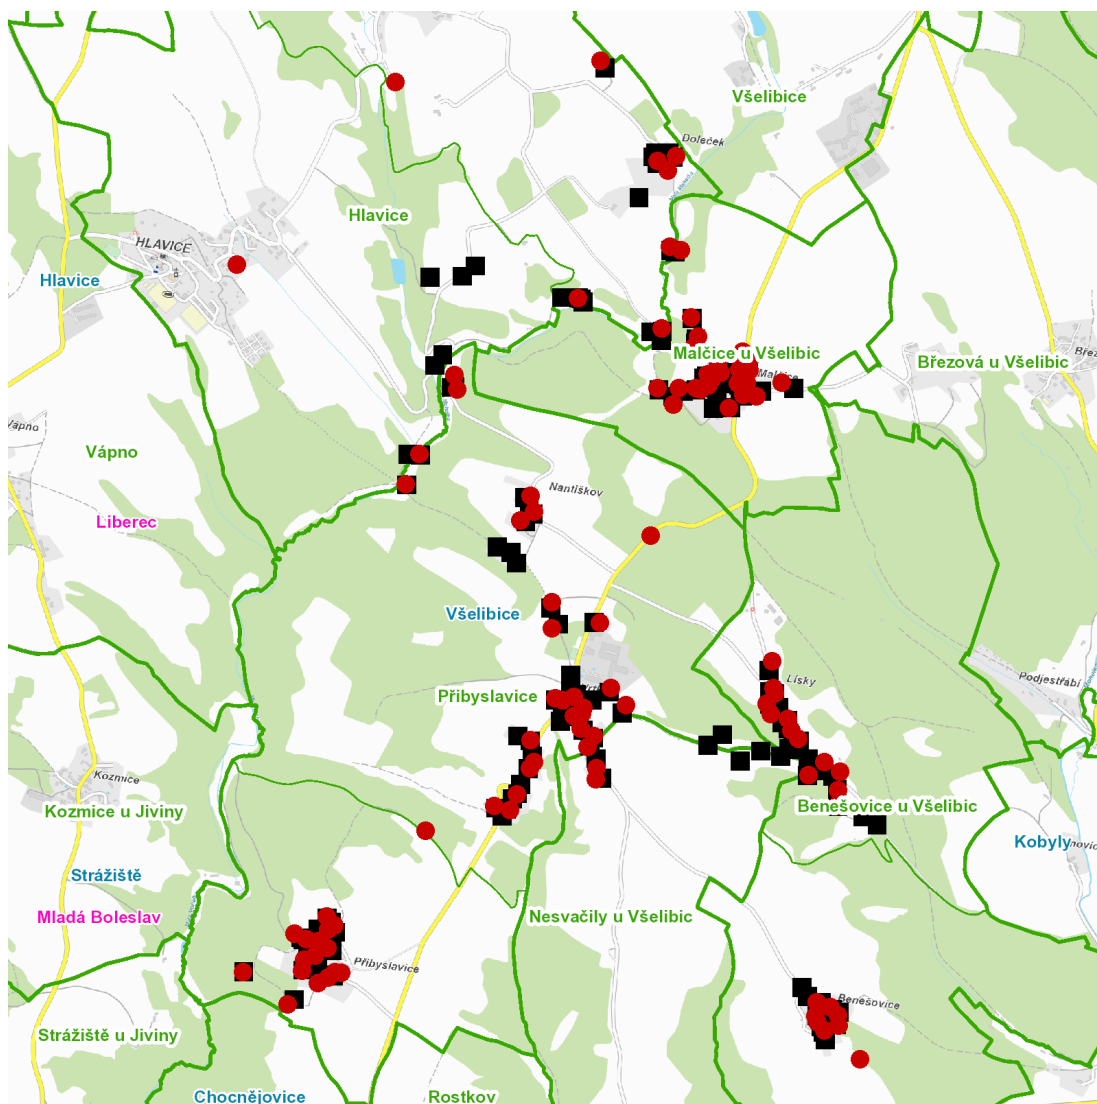 Všelibice
Doleček
Hlavice
HLAVICE
Hlavice
Malčice u Všelibic
Březová u Všelibic
Malčice
Vápno
Vápno
Liberec
Nantiškov
Všelibice
Lísky
Podjestřábí
Přibyslavice
Kozmice
Kozmice u Jiviny
Benešovice u Všelibic
Kobyly
Strážiště
Mladá Boleslav
Nesvačily u Všelibic
Přibyslavice
Benešovice
Strážiště u Jiviny
Chocnějovice
Rostkov